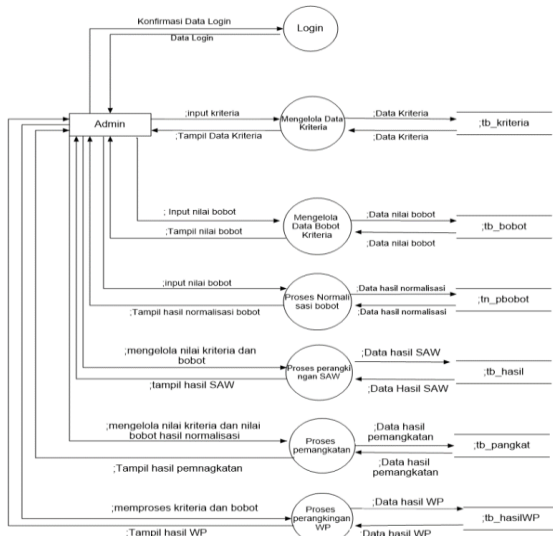 Konfirmasi Data Login
Data Login
Login
Admin
;input kriteria
;Tampil Data Kriteria
Mengelola Data
Kriteria
;Data Kriteria
;Data Kriteria
;tb_kriteria
; Input nilai bobot
;Tampil nilai bobot
Mengelola
Data Bobot
Kriteria
;Data nilai bobot
;Data nilai bobot
;tb_bobot
;input nilai bobot
;Tampil hasil normalisasi bobot
Proses Normali
sasi bobot
;Data hasil normalisasi
;Data hasil normalisasi
;tn_pbobot
;mengelola nilai kriteria dan
bobot
;tampil hasil SAW
Proses perangki
ngan SAW
;Data hasil SAW
;Data Hasil SAW
;tb_hasil
;mengelola nilai kriteria dan nilai
bobot hasil normalisasi
;Tampil hasil pemnagkatan
Proses
pemangkatan
;Data hasil
pemangkatan
;Data hasil
pemangkatan
;tb_pangkat
;memproses kriteria dan bobot
;Tampil hasil WP
Proses
perangkingan
WP
;Data hasil WP
;Data hasil WP
;tb_hasilWP